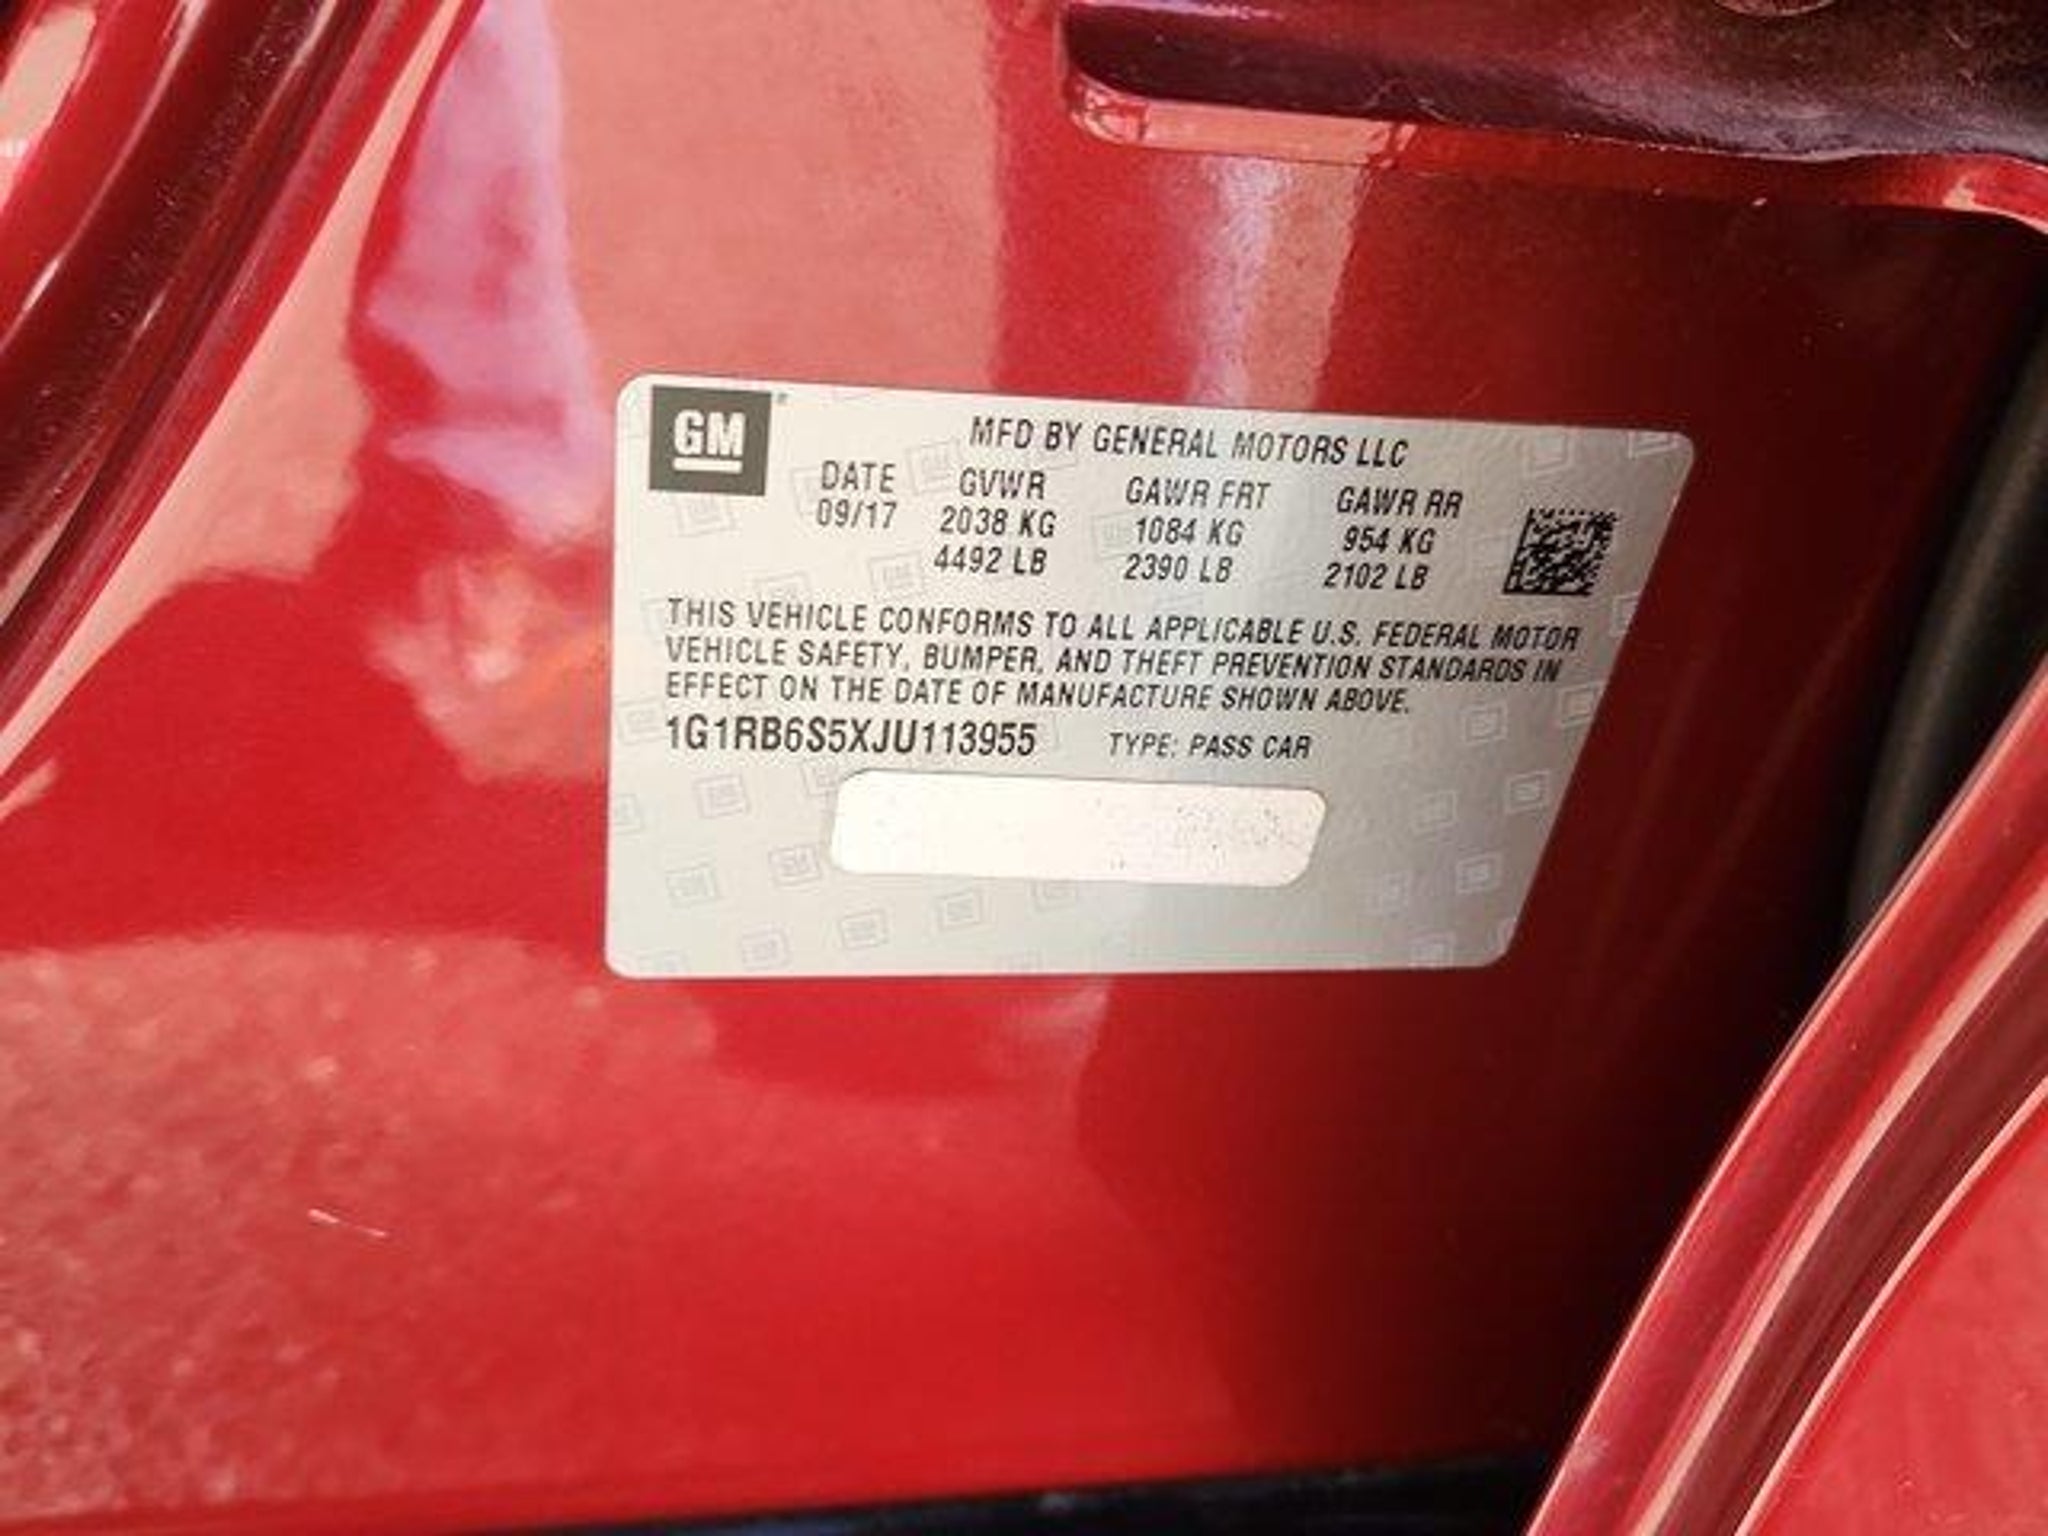 GM
MFD BY GENERAL MOTORS LLC
DATE GVWR GAWR FRT GAWR RR
09/17 2038 KG 1084 KG 954 KG
4492 LB 2390 LB 2102 LB
THIS VEHICLE CONFORMS TO ALL APPLICABLE U.S. FEDERAL MOTOR
VEHICLE SAFETY, BUMPER, AND THEFT PREVENTION STANDARDS IN
EFFECT ON THE DATE OF MANUFACTURE SHOWN ABOVE.
1G1RB6S5XJU113955 TYPE: PASS CAR